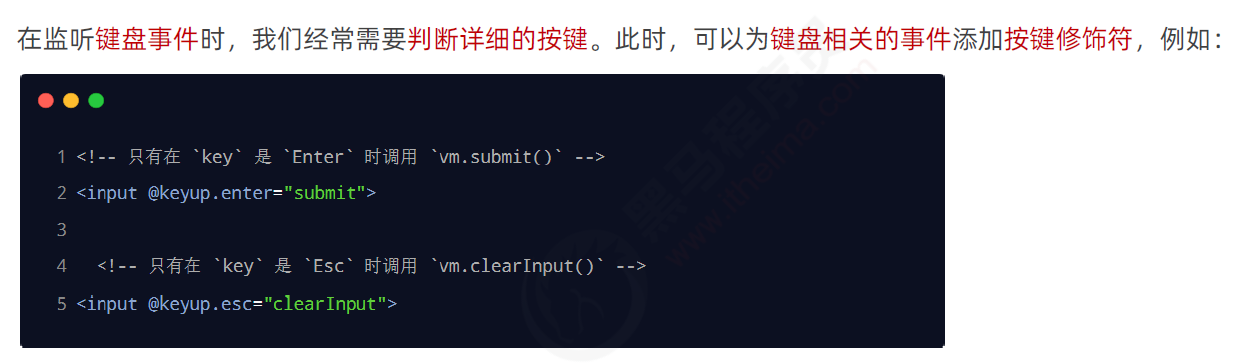 在监听键盘事件时，我们经常需要判断详细的按键。此时，可以为键盘相关的事件添加按键修饰符，例如：
1 <!-- 只有在 `key` 是 `Enter` 时调用 `vm.submit()` -->
2 <input @keyup.enter="submit">
3
4 <!-- 只有在 `key` 是 `Esc` 时调用 `vm.clearInput()` -->
5 <input @keyup.esc="clearInput">
黑马程序员
www.itheima.com